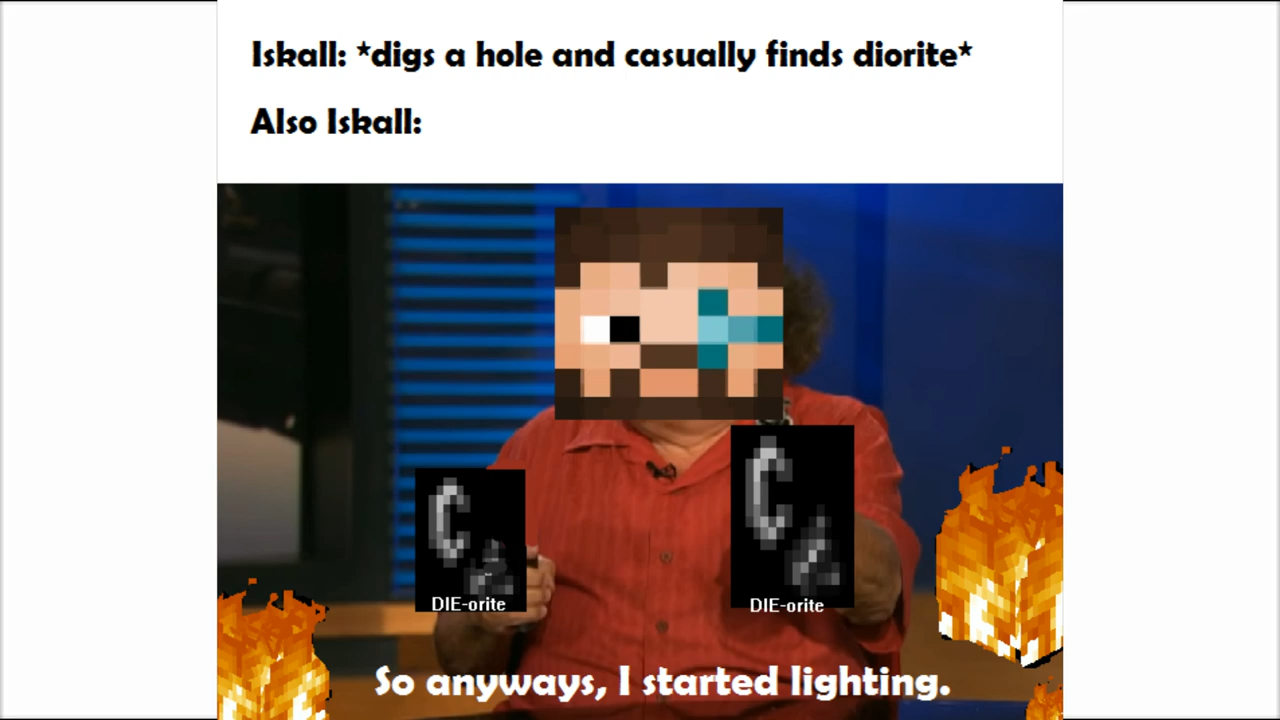 Iskall: *digs a hole and casually finds diorite*
Also Iskall:
DIE-orite
DIE-orite
So anyways, I started lighting.